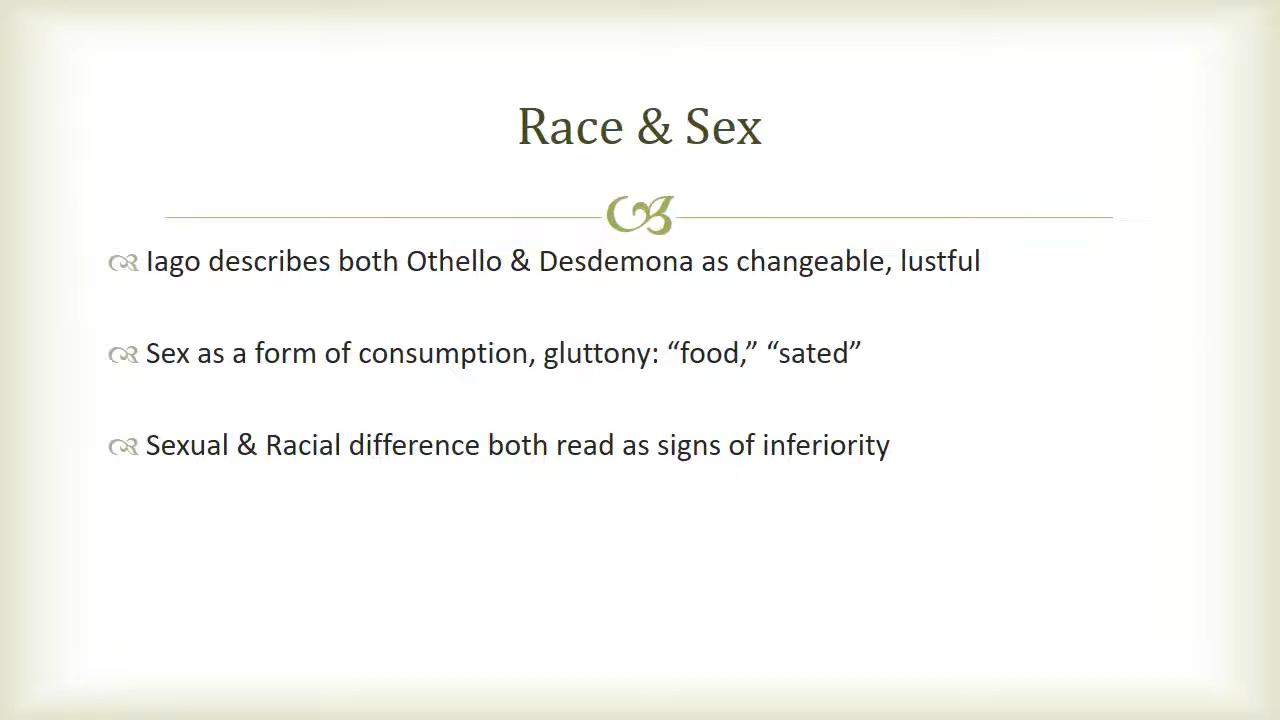 Race & Sex
Iago describes both Othello & Desdemona as changeable, lustful
Sex as a form of consumption, gluttony: “food,” “sated”
Sexual & Racial difference both read as signs of inferiority